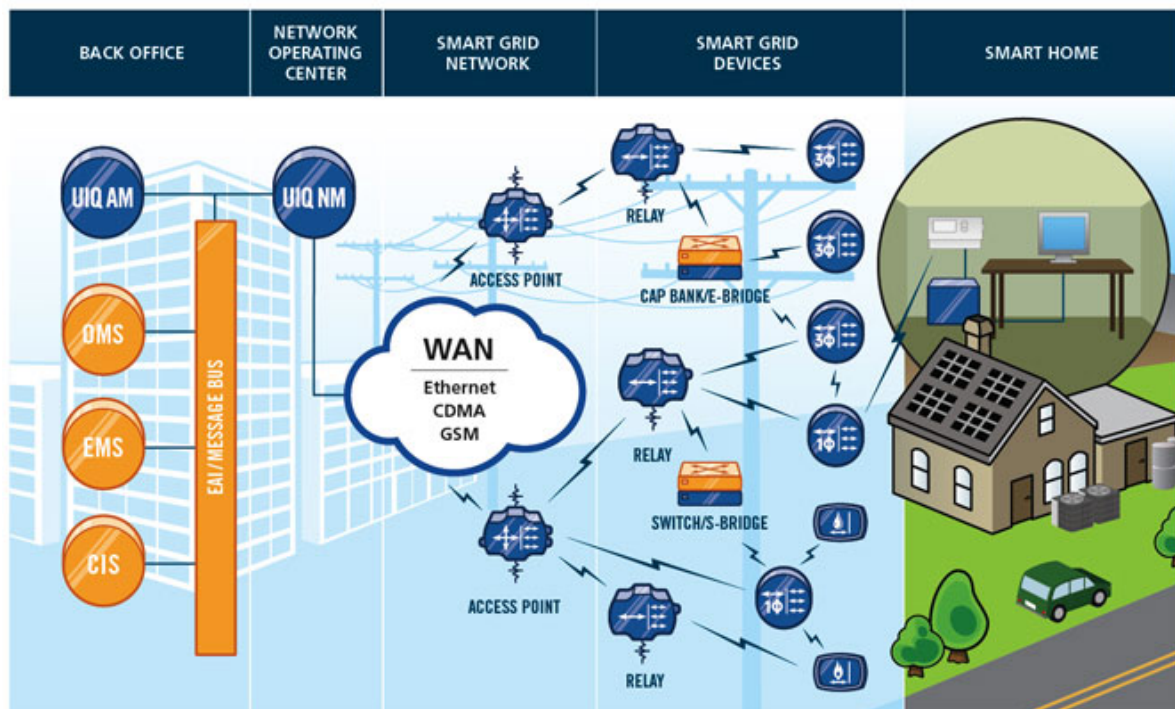 BACK OFFICE
NETWORK
OPERATING
CENTER
SMART GRID
NETWORK
SMART GRID
DEVICES
SMART HOME
UIQ AM
UIQ NM
OMS
EMS
CIS
EAI / MESSAGE BUS
ACCESS POINT
WAN
Ethernet
CDMA
GSM
ACCESS POINT
RELAY
3Φ
CAP BANK/E-BRIDGE
3Φ
3Φ
RELAY
1Φ
SWITCH/S-BRIDGE
1Φ
RELAY